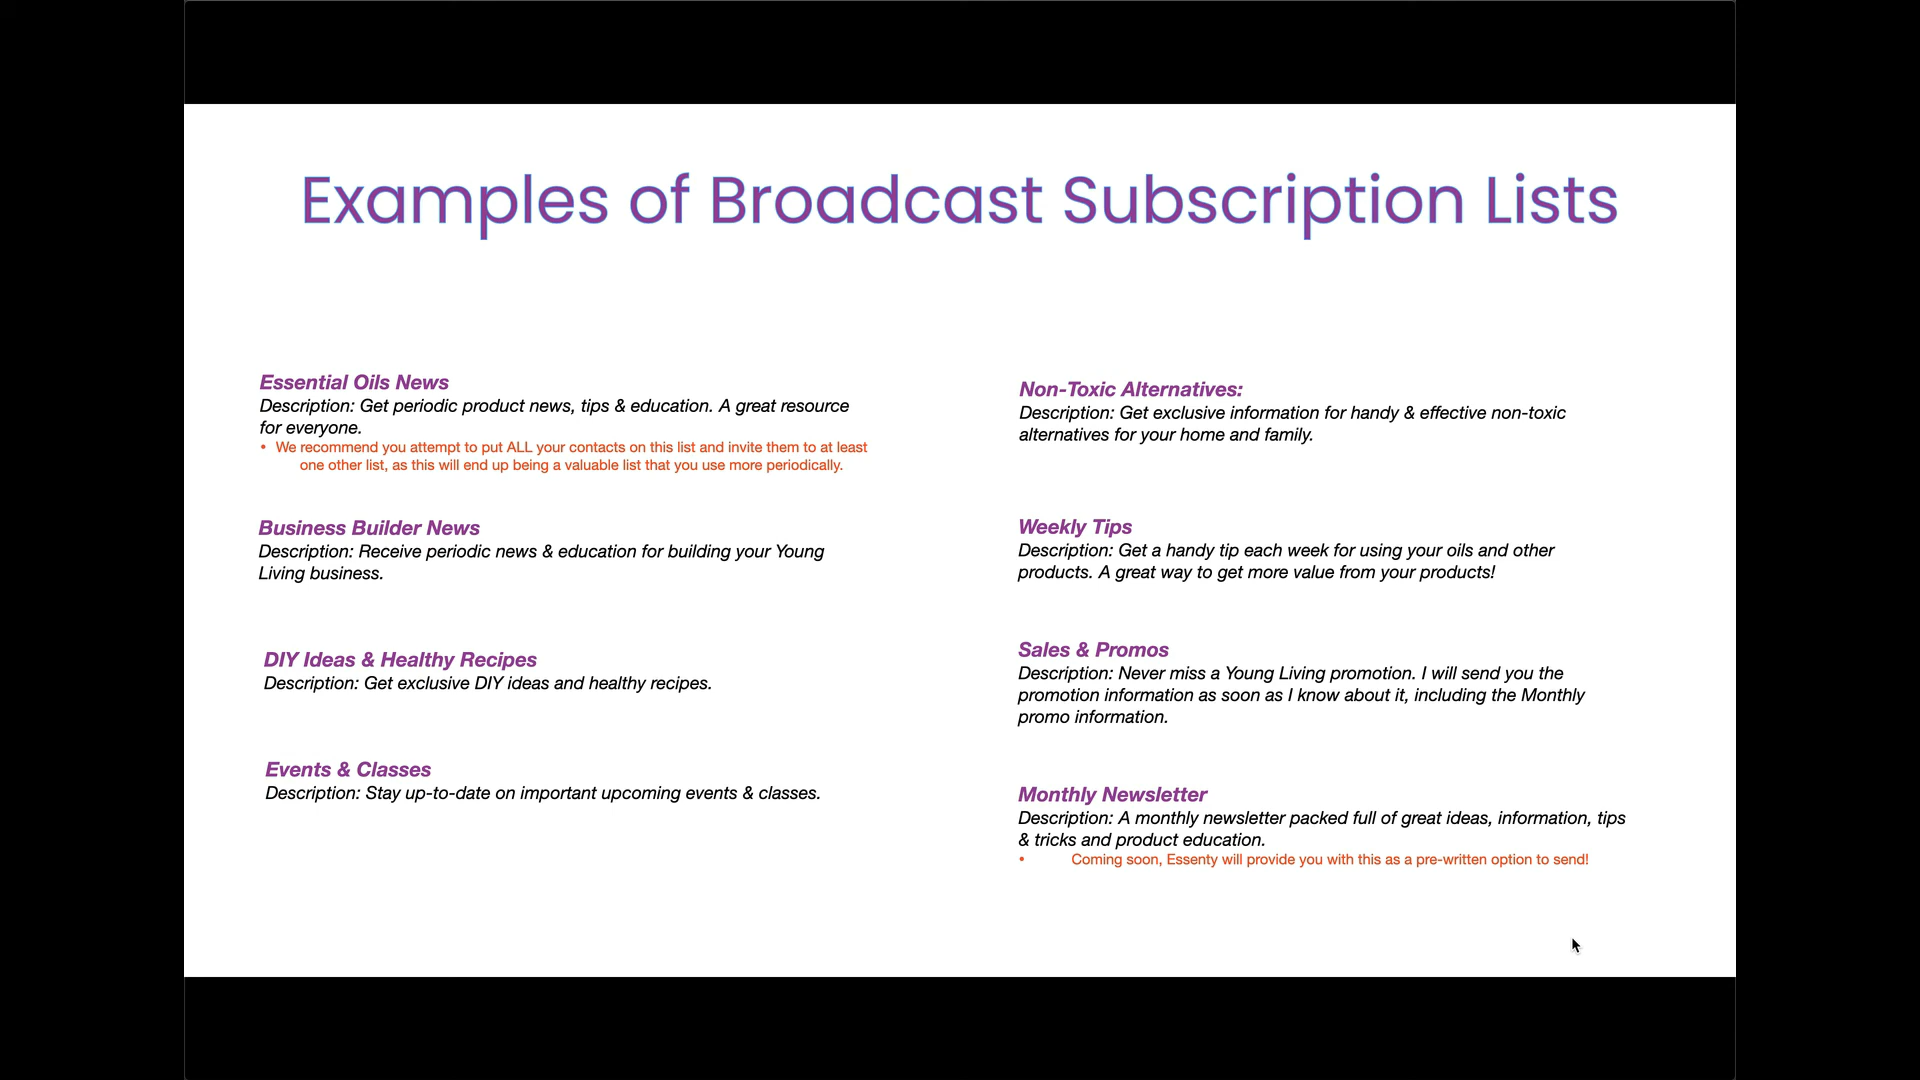 Examples of Broadcast Subscription Lists
Essential Oils News
Description: Get periodic product news, tips & education. A great resource
for everyone.
• We recommend you attempt to put ALL your contacts on this list and invite them to at least
one other list, as this will end up being a valuable list that you use more periodically.
Business Builder News
Description: Receive periodic news & education for building your Young
Living business.
DIY Ideas & Healthy Recipes
Description: Get exclusive DIY ideas and healthy recipes.
Events & Classes
Description: Stay up-to-date on important upcoming events & classes.
Non-Toxic Alternatives:
Description: Get exclusive information for handy & effective non-toxic
alternatives for your home and family.
Weekly Tips
Description: Get a handy tip each week for using your oils and other
products. A great way to get more value from your products!
Sales & Promos
Description: Never miss a Young Living promotion. I will send you the
promotion information as soon as I know about it, including the Monthly
promo information.
Monthly Newsletter
Description: A monthly newsletter packed full of great ideas, information, tips
& tricks and product education.
• Coming soon, Essenty will provide you with this as a pre-written option to send!